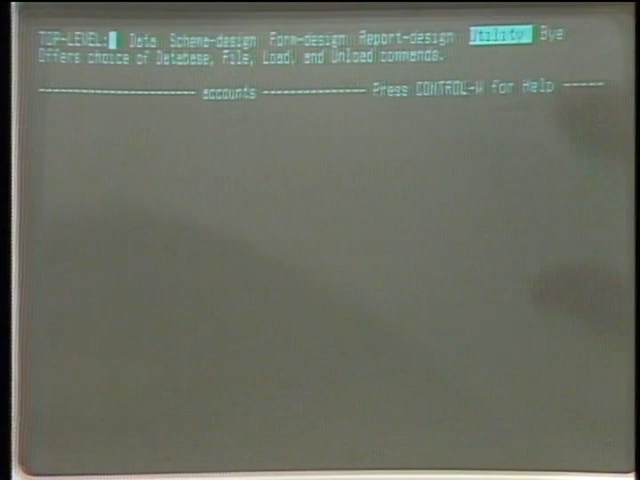 TOP-LEVEL: Data Schema-design Form-design Report-design Utility Bye
Offers choice of Database, File, Load, and Unload commands.
---------------------- accounts -------------- Press CONTROL-W for Help ------